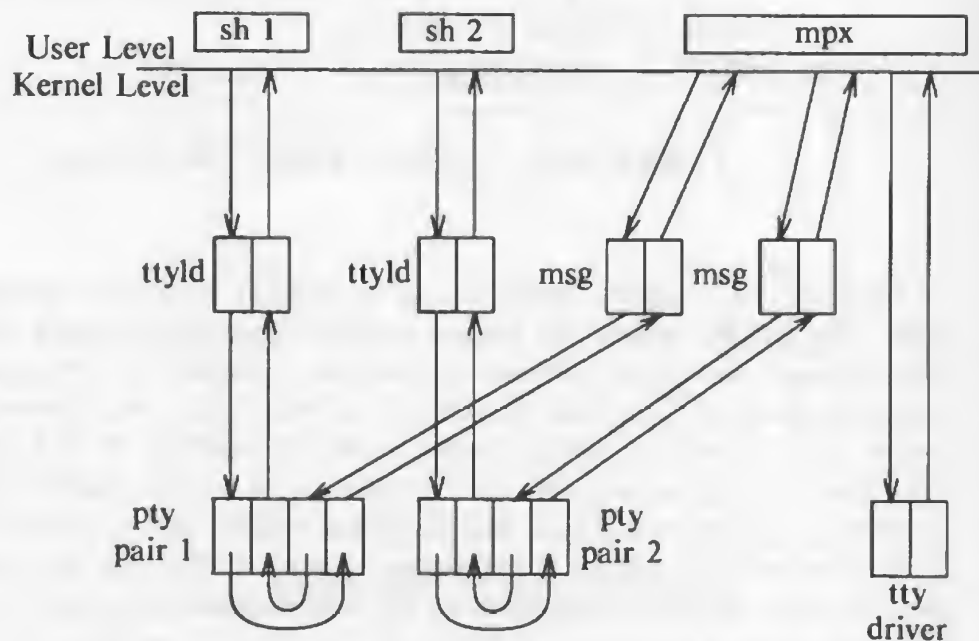 sh 1
sh 2
mpx
User Level
Kernel Level
ttyld
ttyld
msg
msg
pty
pair 1
pty
pair 2
tty
driver